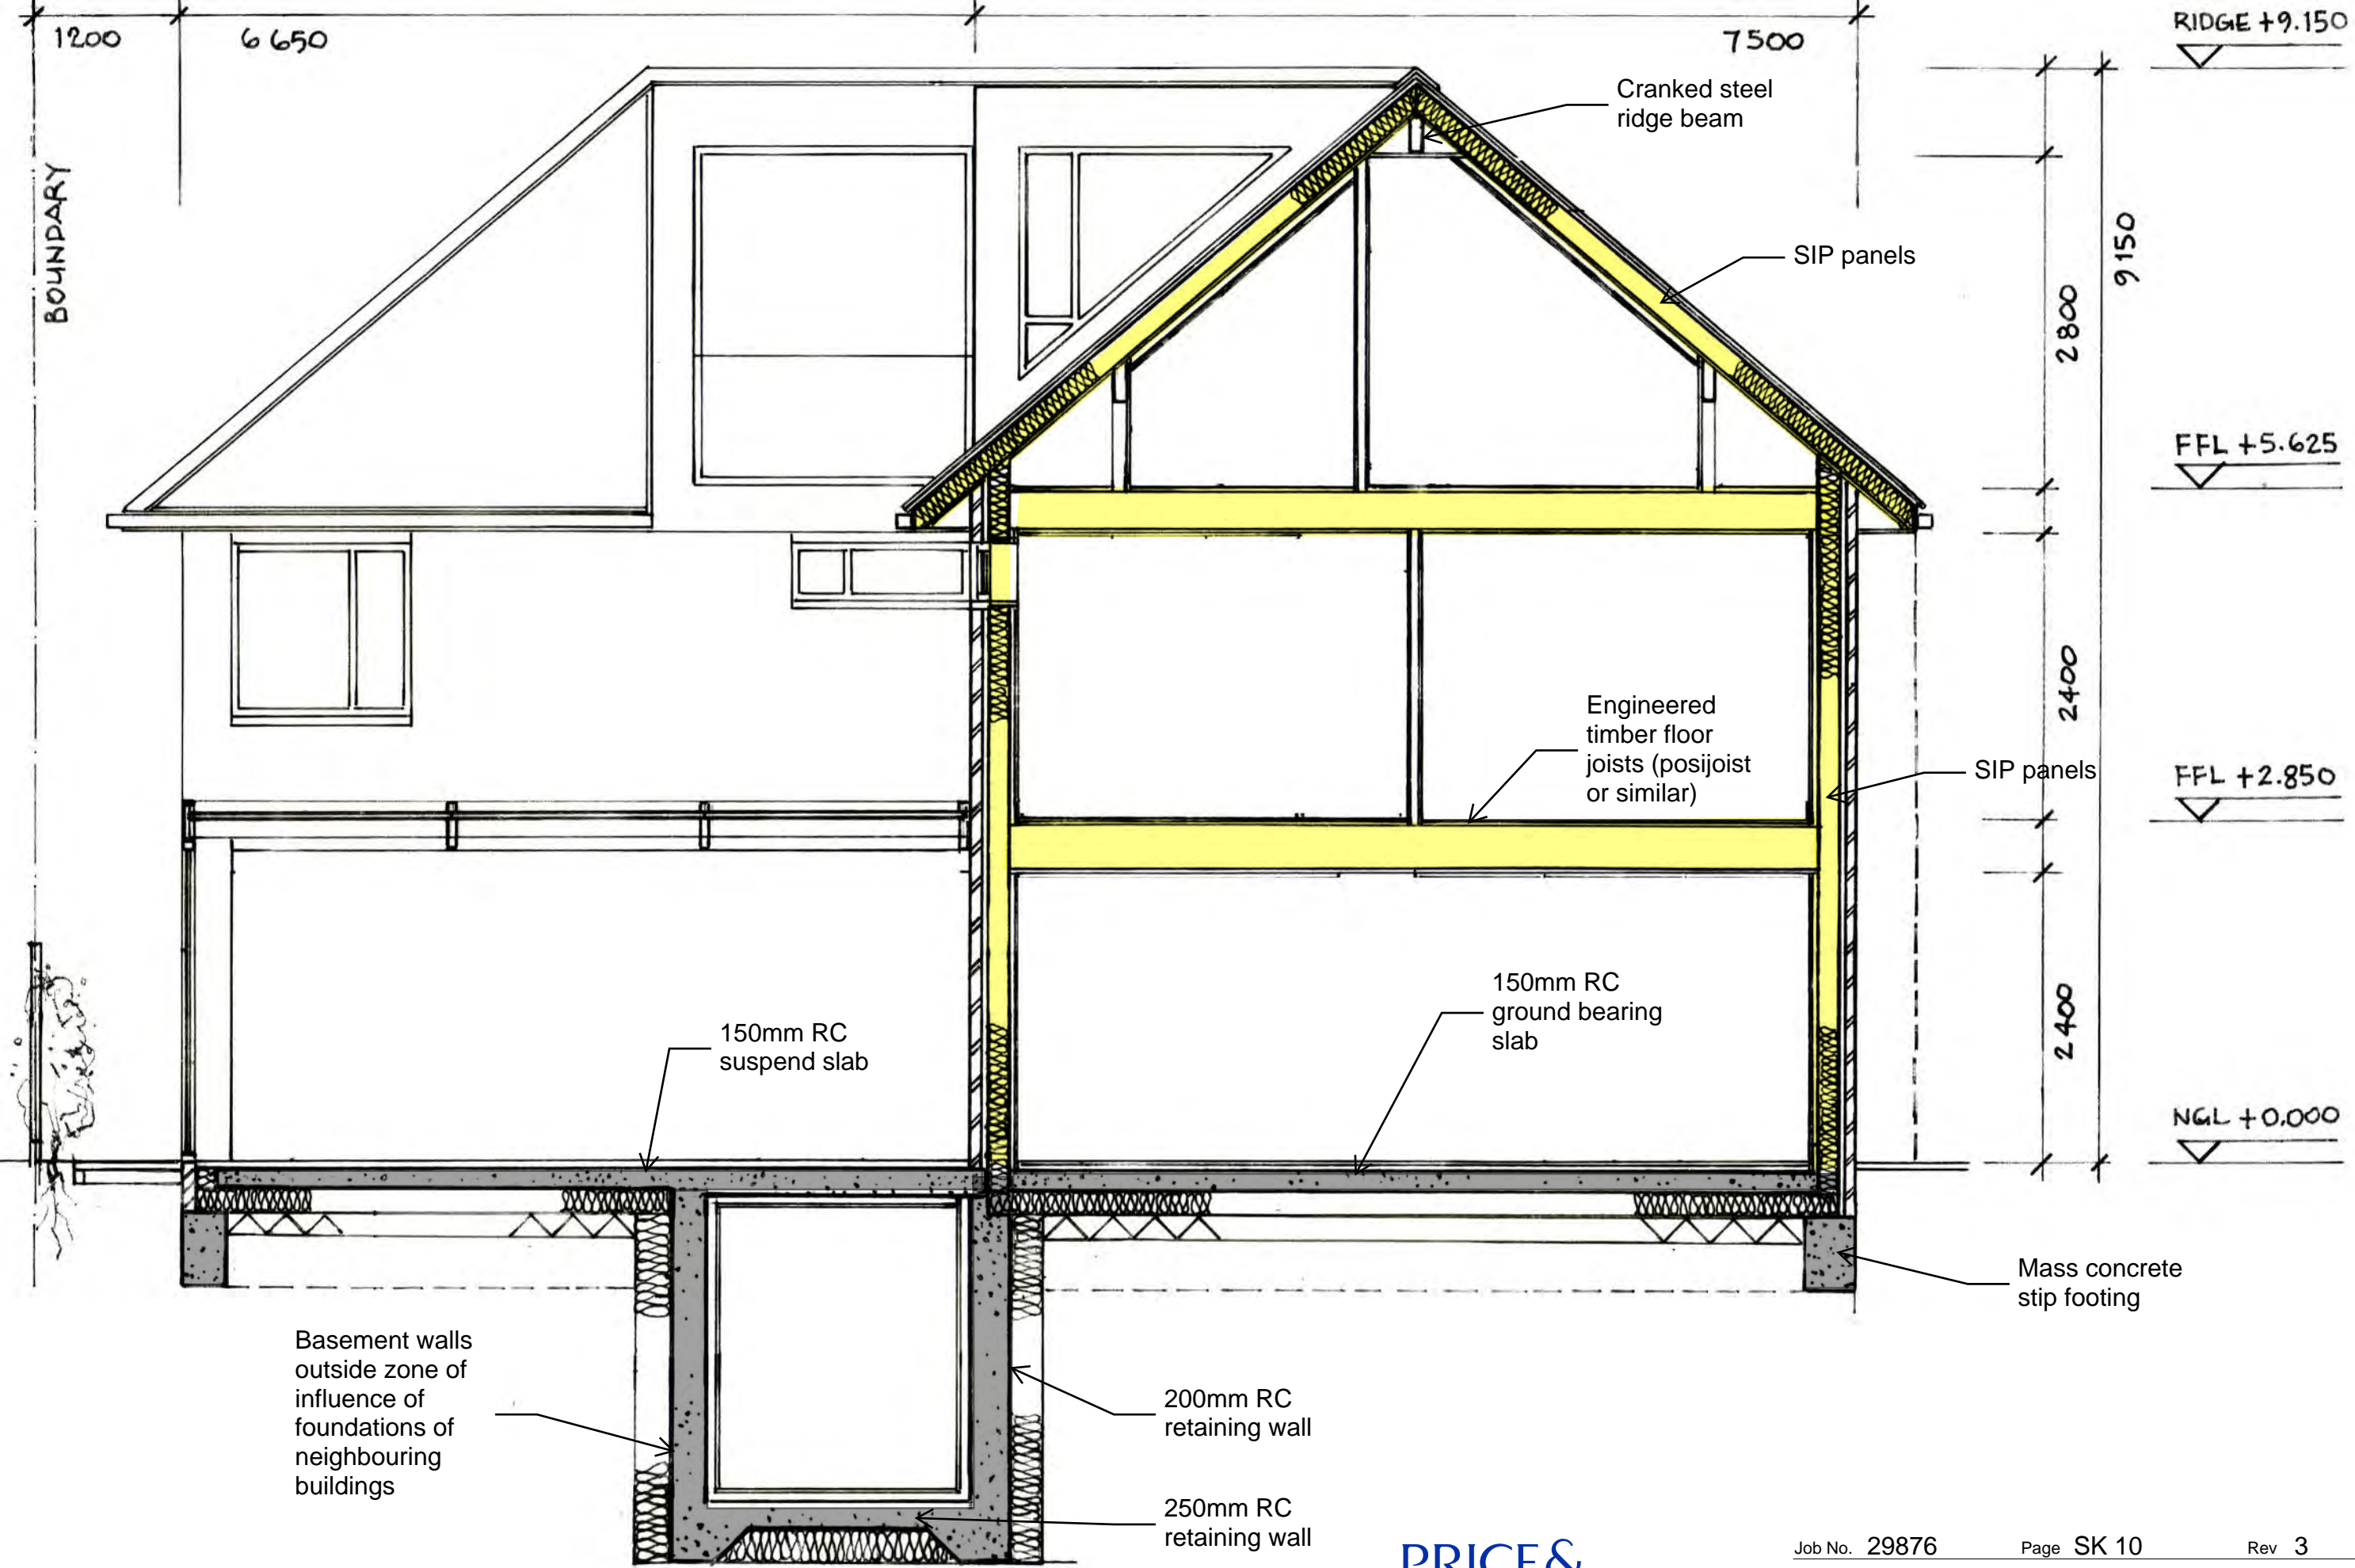 1200
6650
7500
RIDGE +9.150
Cranked steel
ridge beam
BOUNDARY
SIP panels
9150
2800
FFL +5.625
2400
Engineered
timber floor
joists (posijoist
or similar)
SIP panels
FFL +2.850
150mm RC
ground bearing
slab
150mm RC
suspend slab
2400
NGL +0.000
Mass concrete
stip footing
Basement walls
outside zone of
influence of
foundations of
neighbouring
buildings
200mm RC
retaining wall
250mm RC
retaining wall
PRICE&
Job No. 29876 Page SK 10 Rev 3